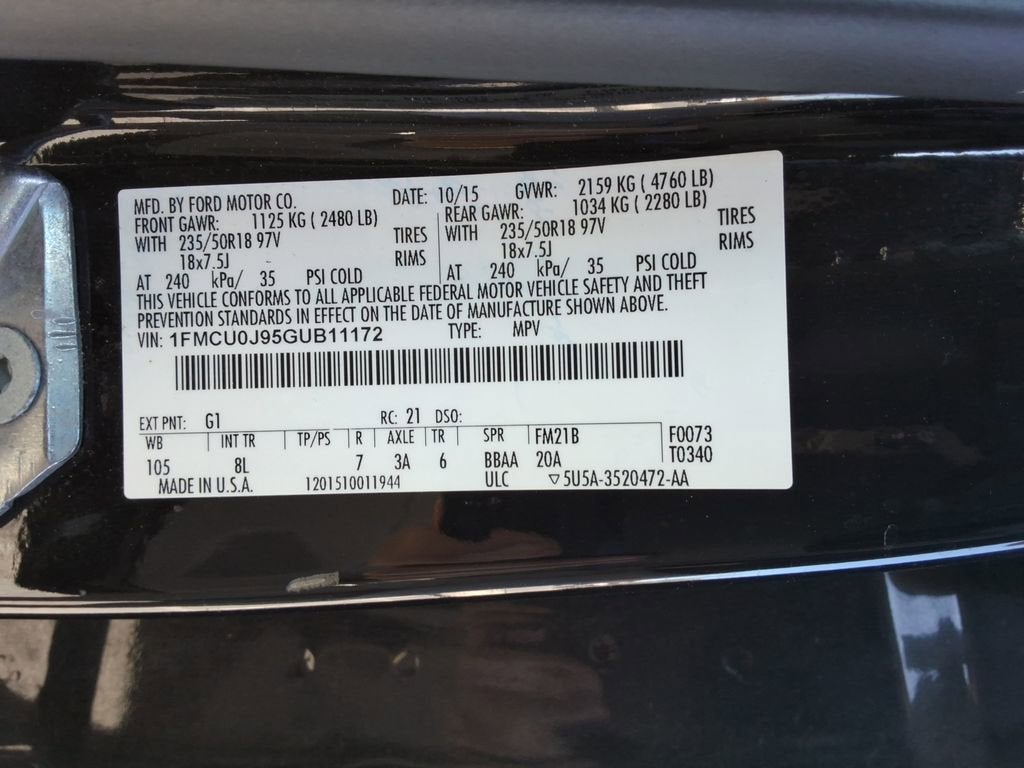 MFD. BY FORD MOTOR CO. DATE: 10/15 GVWR: 2159 KG ( 4760 LB)
FRONT GAWR: 1125 KG ( 2480 LB) REAR GAWR: 1034 KG ( 2280 LB)
WITH 235/50R18 97V TIRES WITH 235/50R18 97V TIRES
18x7.5J RIMS 18x7.5J RIMS
AT 240 kPa/ 35 PSI COLD AT 240 kPa/ 35 PSI COLD
THIS VEHICLE CONFORMS TO ALL APPLICABLE FEDERAL MOTOR VEHICLE SAFETY AND THEFT
PREVENTION STANDARDS IN EFFECT ON THE DATE OF MANUFACTURE SHOWN ABOVE.
VIN: 1FMCU0J95GUB11172 TYPE: MPV
EXT PNT: G1 RC: 21 DSO:
WB INT TR TP/PS R AXLE TR SPR FM21B F0073
105 8L 7 3A 6 BBAA 20A T0340
MADE IN U.S.A. 1201510011944 ULC ▽5U5A-3520472-AA